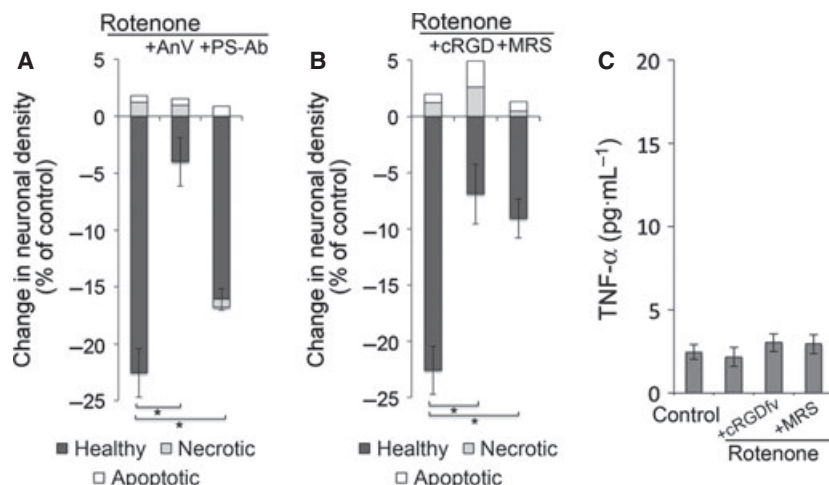 Rotenone
+AnV +PS-Ab
A
5
0
–5
–10
–15
–20
–25
Change in neuronal density
(% of control)
*
*
Healthy Necrotic
Apoptotic
Rotenone
+cRGD +MRS
B
5
0
–5
–10
–15
–20
–25
Change in neuronal density
(% of control)
*
*
Healthy Necrotic
Apoptotic
C
20
15
10
5
0
TNF-α (pg·mL⁻¹)
Control
+cRGDfv
+MRS
Rotenone